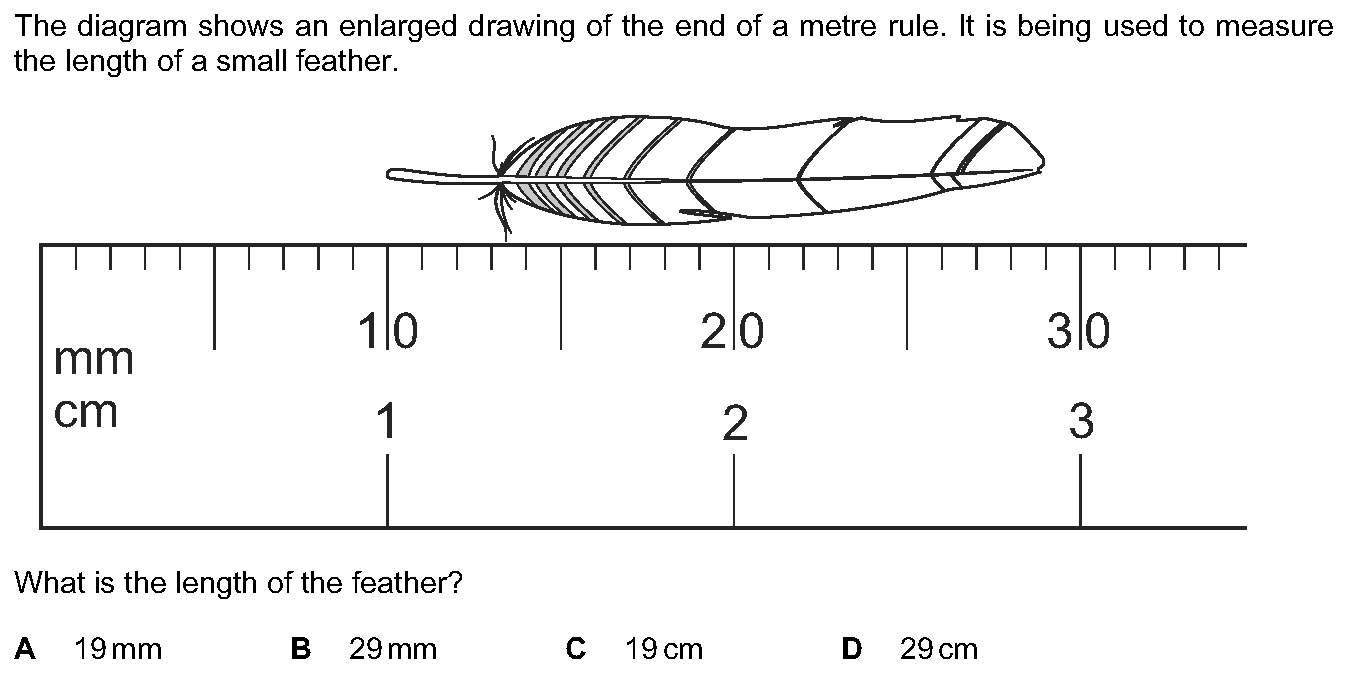 The diagram shows an enlarged drawing of the end of a metre rule. It is being used to measure
the length of a small feather.
10 20 30
mm
cm 1 2 3
What is the length of the feather?
A 19 mm B 29 mm C 19 cm D 29 cm